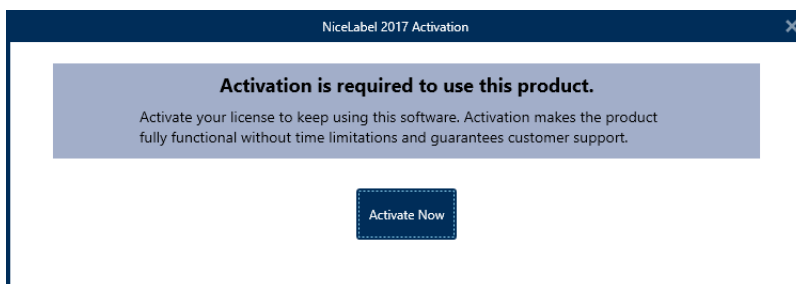 NiceLabel 2017 Activation
Activation is required to use this product.
Activate your license to keep using this software. Activation makes the product
fully functional without time limitations and guarantees customer support.
Activate Now